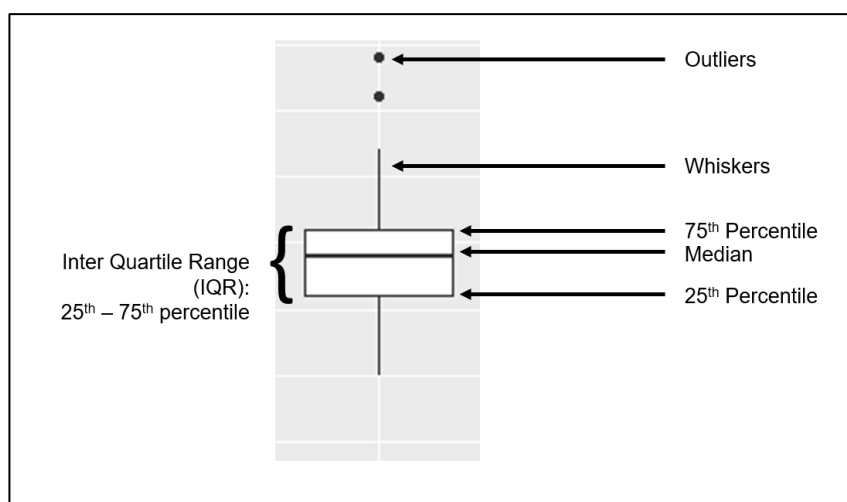 Outliers
Whiskers
75th Percentile
Median
25th Percentile
Inter Quartile Range
(IQR):
25th – 75th percentile